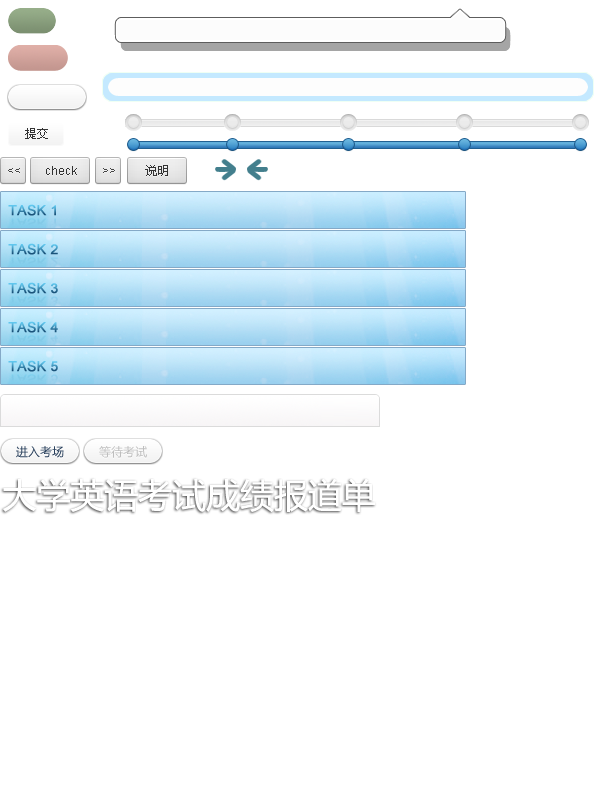 提交
<< check >> 说明
TASK 1
TASK 2
TASK 3
TASK 4
TASK 5
进入考场 等待考试
大学英语考试成绩报道单